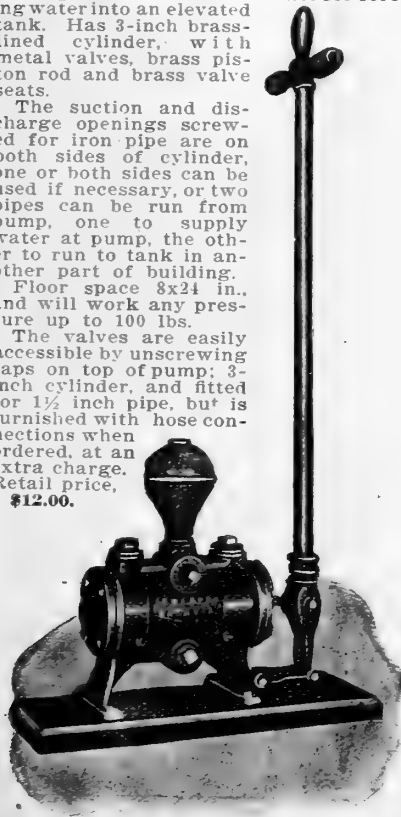 ng water into an elevated
tank. Has 3-inch brass-
ined cylinder, with
metal valves, brass pis-
ton rod and brass valve
seats.
The suction and dis-
charge openings screw-
ed for iron pipe are on
both sides of cylinder,
one or both sides can be
used if necessary, or two
pipes can be run from
pump, one to supply
water at pump, the oth-
er to run to tank in an-
other part of building.
Floor space 8x24 in.,
and will work any pres-
sure up to 100 lbs.
The valves are easily
accessible by unscrewing
caps on top of pump; 3-
inch cylinder, and fitted
for 1½ inch pipe, but is
furnished with hose con-
nections when
ordered, at an
extra charge.
Retail price,
$12.00.